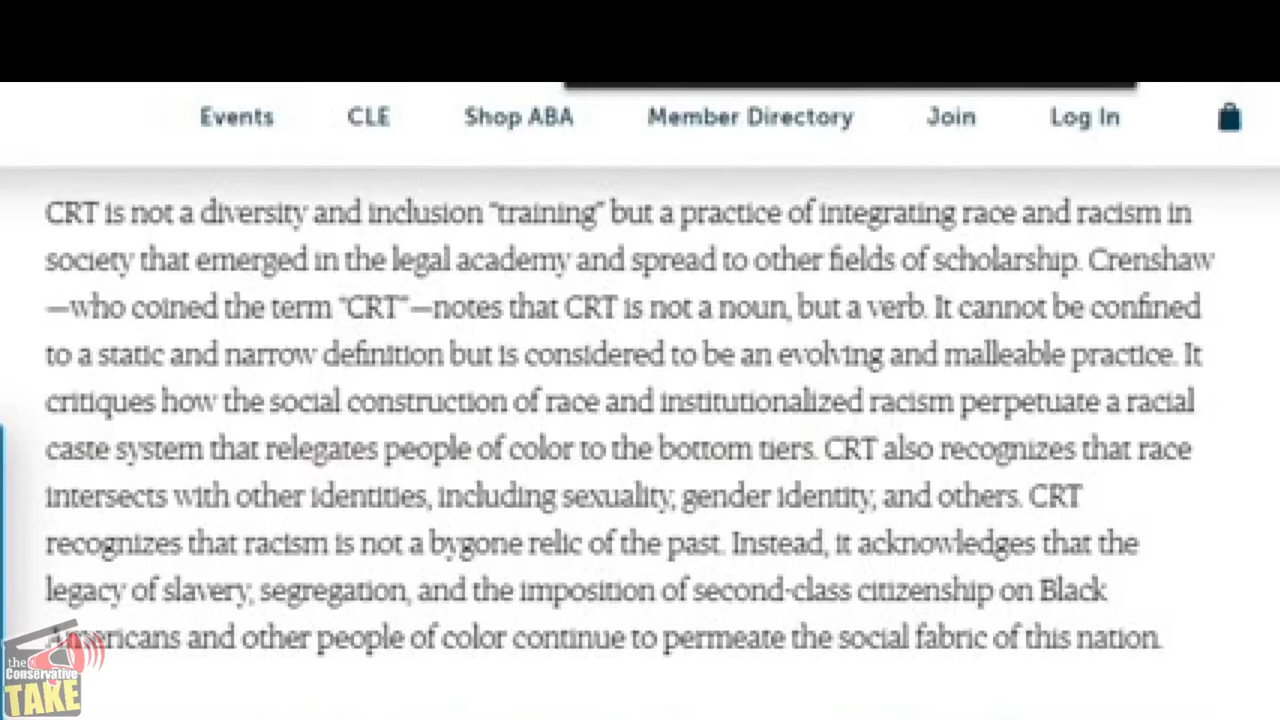 Events CLE Shop ABA Member Directory Join Log In
CRT is not a diversity and inclusion "training" but a practice of integrating race and racism in
society that emerged in the legal academy and spread to other fields of scholarship. Crenshaw
—who coined the term "CRT"—notes that CRT is not a noun, but a verb. It cannot be confined
to a static and narrow definition but is considered to be an evolving and malleable practice. It
critiques how the social construction of race and institutionalized racism perpetuate a racial
caste system that relegates people of color to the bottom tiers. CRT also recognizes that race
intersects with other identities, including sexuality, gender identity, and others. CRT
recognizes that racism is not a bygone relic of the past. Instead, it acknowledges that the
legacy of slavery, segregation, and the imposition of second-class citizenship on Black
Americans and other people of color continue to permeate the social fabric of this nation.
the
Conservative
TAKE